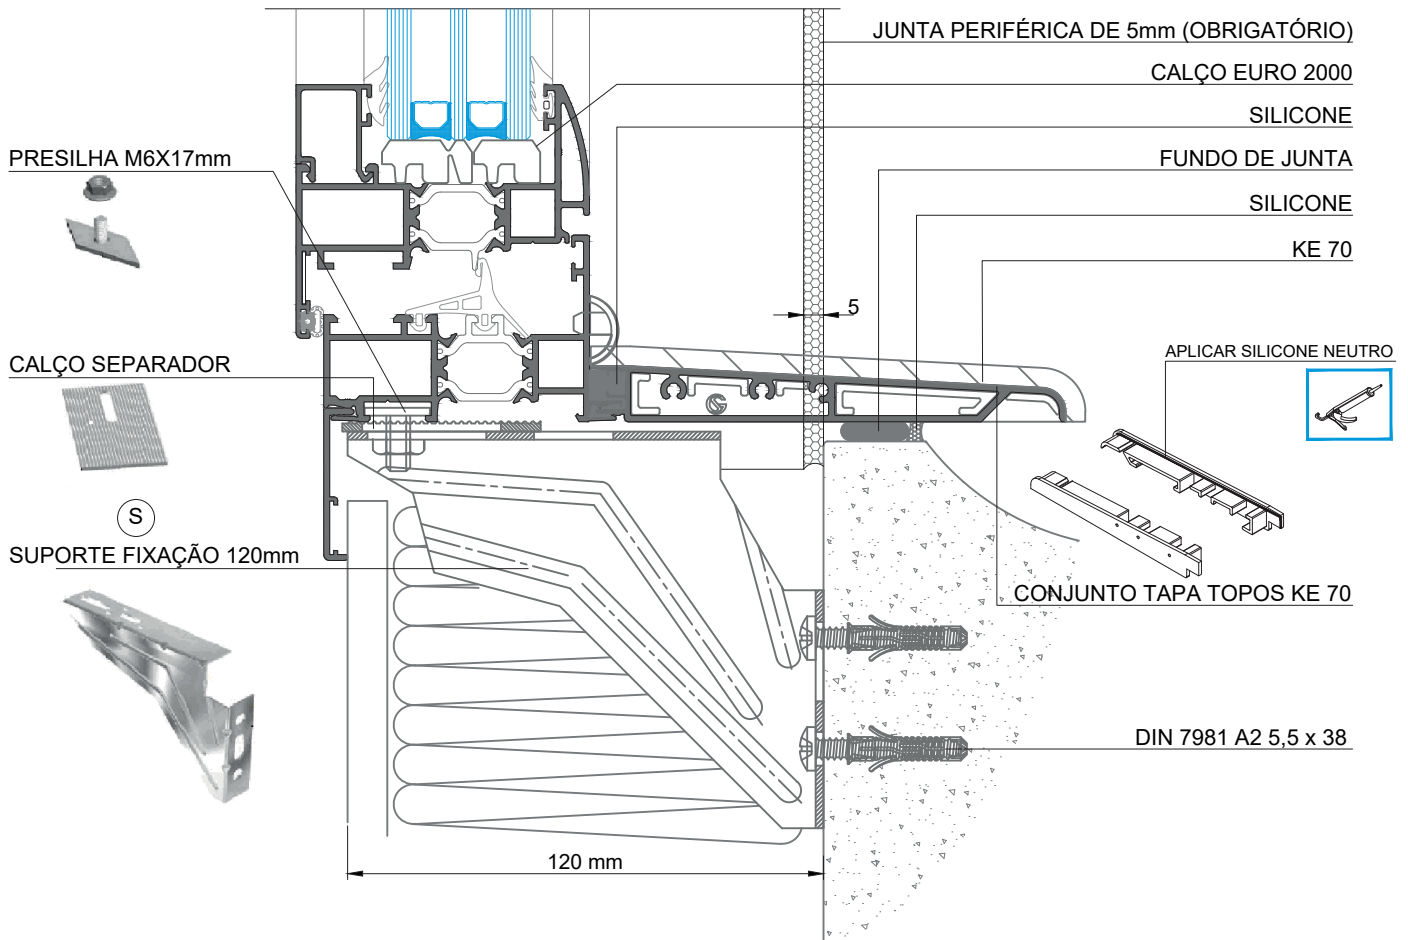 JUNTA PERIFÉRICA DE 5mm (OBRIGATÓRIO)
CALÇO EURO 2000
SILICONE
PRESILHA M6X17mm
FUNDO DE JUNTA
SILICONE
KE 70
5
APLICAR SILICONE NEUTRO
CALÇO SEPARADOR
S
SUPORTE FIXAÇÃO 120mm
CONJUNTO TAPA TOPOS KE 70
DIN 7981 A2 5,5 x 38
120 mm